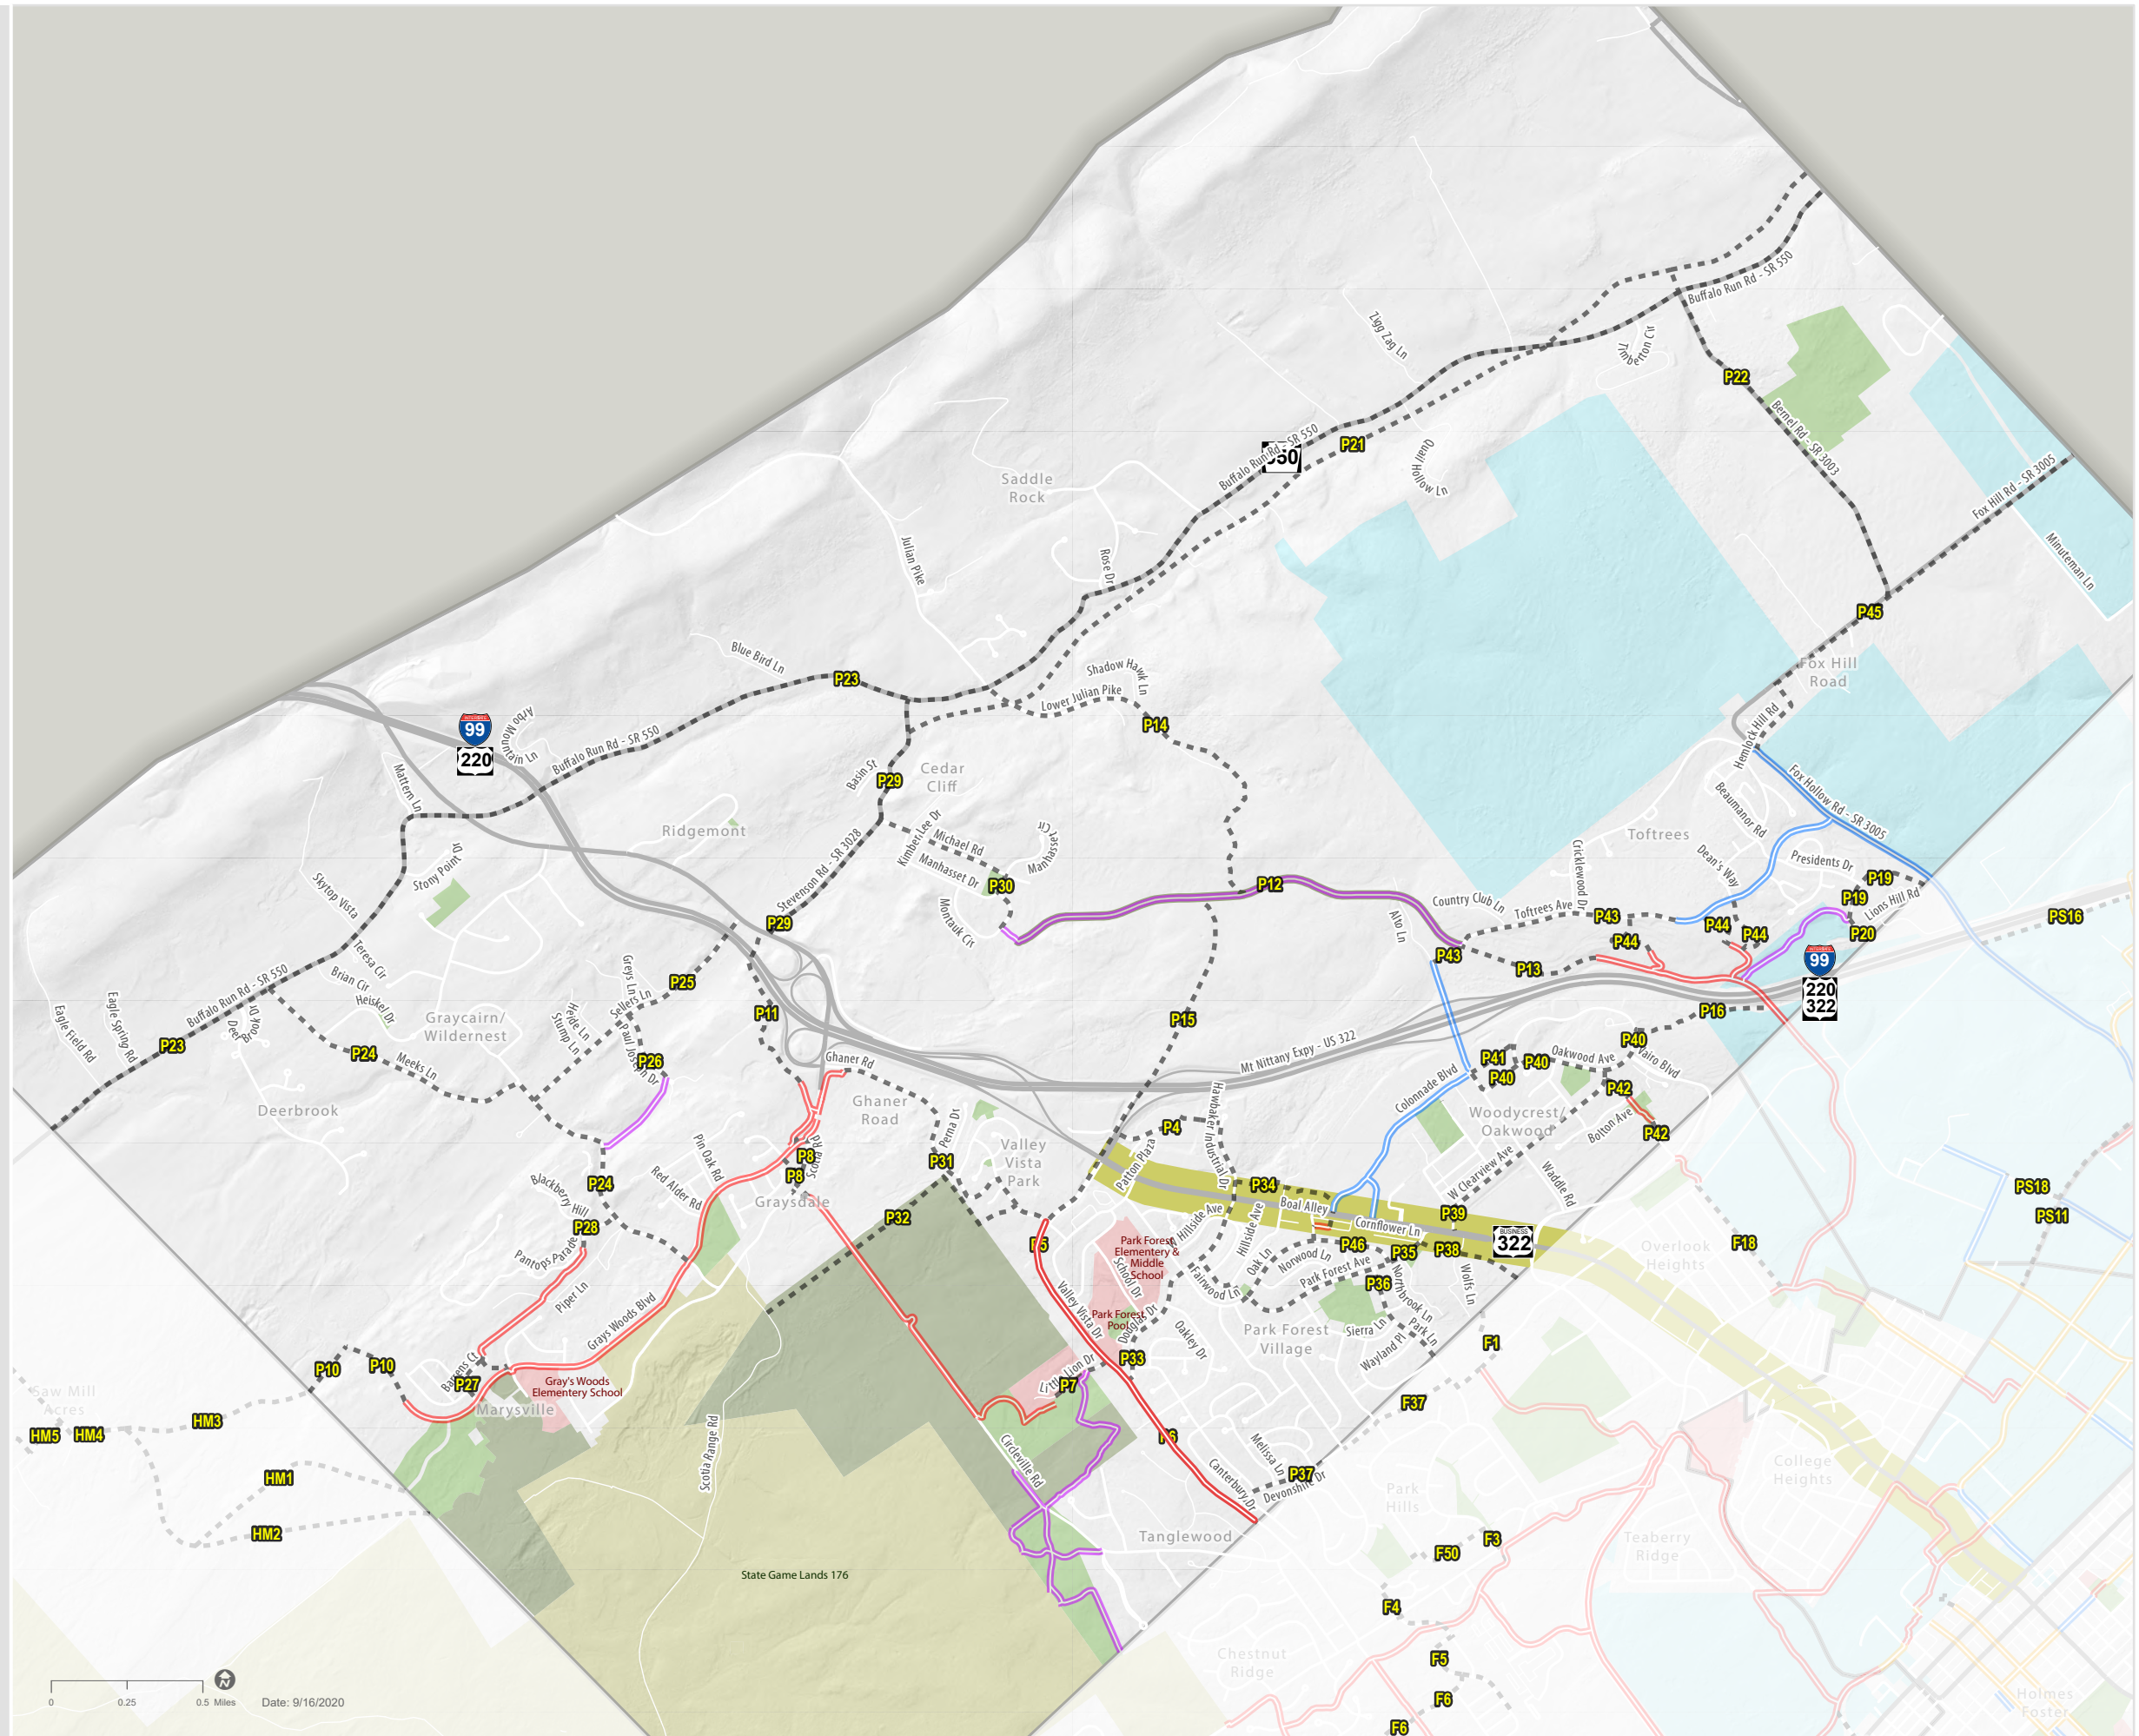 Buffalo Run Rd - SR 550
Zigg Zag Ln
Timberton Cir
P22
Bernel Rd - SR 3003
P21
Buffalo Run Rd - SR 550
Quail Hollow Ln
Saddle
Rock
Fox Hill Rd - SR 3005
Minuteman Ln
Julian Pike
Rose Dr
P45
Fox Hill
Road
Blue Bird Ln
P23
Shadow Hawk Ln
Lower Julian Pike
P14
Hemlock Hill Rd
INTERSTATE
99
220
Arbo Mountain Ln
Buffalo Run Rd - SR 550
Mattern Ln
Basin St
P29
Cedar
Cliff
Fox Hollow Rd - SR 3005
Beaumanor Rd
Toftrees
Ridgemont
Stevenson Rd - SR 3028
Kimber Lee Dr
Michael Rd
Manhasset Cir
Manhasset Dr
P30
Montauk Cir
P12
Cricklewood Dr
Dean's Way
Presidents Dr
P19
P19
Lions Hill Rd
P20
Stony Point Dr
Skytop Vista
P29
Country Club Ln
Toftrees Ave
P43
P44
P44
P44
PS16
Alto Ln
P43
P13
INTERSTATE
99
220
322
Teresa Cir
Brian Cir
Heiskel Dr
Greys Ln
Sellers Ln
P25
Buffalo Run Rd - SR 550
Eagle Spring Rd
Eagle Field Rd
Deer Brook Dr
P23
Graycairn/
Wildernest
Heide Ln
Stump Ln
Paul Joseph Dr
P26
P11
P15
P16
P24
Meeks Ln
Ghaner Rd
Mt Nittany Expy - US 322
P41
P40
P40
P40
Oakwood Ave
Vairo Blvd
Deerbrook
Ghaner
Road
Hawbaker Industrial Dr
Colonnade Blvd
P42
Woodycrest/
Oakwood
Bolton Ave
P42
Pin Oak Rd
Scotia Rd
P8
P8
Perna Dr
P31
Valley
Vista
Park
P4
Patton Plaza
P24
Red Alder Rd
Blackberry Hill
Graysdale
P34
W Clearview Ave
Waddle Rd
PS18
PS11
P28
P32
Boal Alley
P39
Pantops Parade
Hillside Ave
Hillside Ave
Cornflower Ln
BUSINESS
322
F18
Overlook
Heights
Park Forest
Elementery &
Middle
School
School Dr
P46
P35
P38
Oak Ln
Norwood Ln
Park Forest Ave
Fairwood Ln
P36
Northbrook Ln
Wolfs Ln
Piper Ln
Grays Woods Blvd
Valley Vista Dr
Park Forest
Pool
Douglas Dr
Oakley Dr
Park Forest
Village
Sierra Ln
Park Ln
Wayland Pl
F1
P33
P10
P10
Barrens Ct
P27
Gray's Woods
Elementery School
Marysville
Little Lion Dr
P7
Saw Mill
Acres
HM3
HM5
HM4
F37
Scotia Range Rd
Circleville Rd
Melissa Ln
P37
Devonshire Dr
Canterbury Dr
College
Heights
Park
Hills
HM1
HM2
Tanglewood
F3
F50
Teaberry
Ridge
State Game Lands 176
F4
Chestnut
Ridge
F5
F6
F6
Holmes
Foster
N
0
0.25
0.5 Miles
Date: 9/16/2020